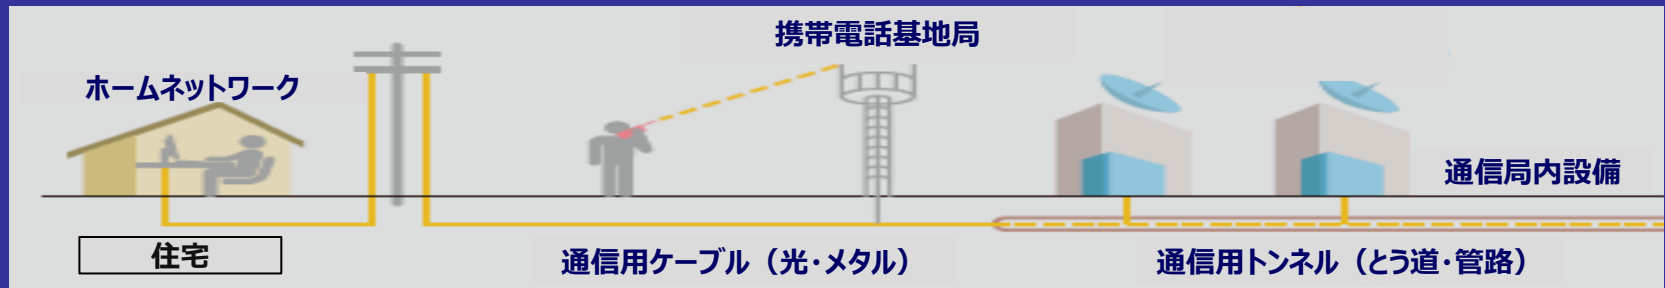 携帯電話基地局
ホームネットワーク
通信局内設備
住宅
通信用ケーブル（光・メタル）
通信用トンネル（とう道・管路）